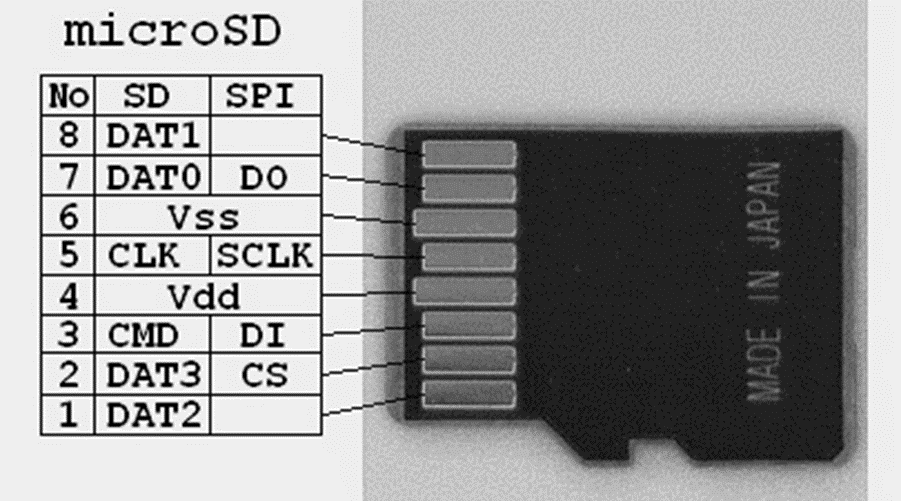 microSD
No SD SPI
8 DAT1
7 DAT0 DO
6 Vss
5 CLK SCLK
4 Vdd
3 CMD DI
2 DAT3 CS
1 DAT2
MADE IN JAPAN